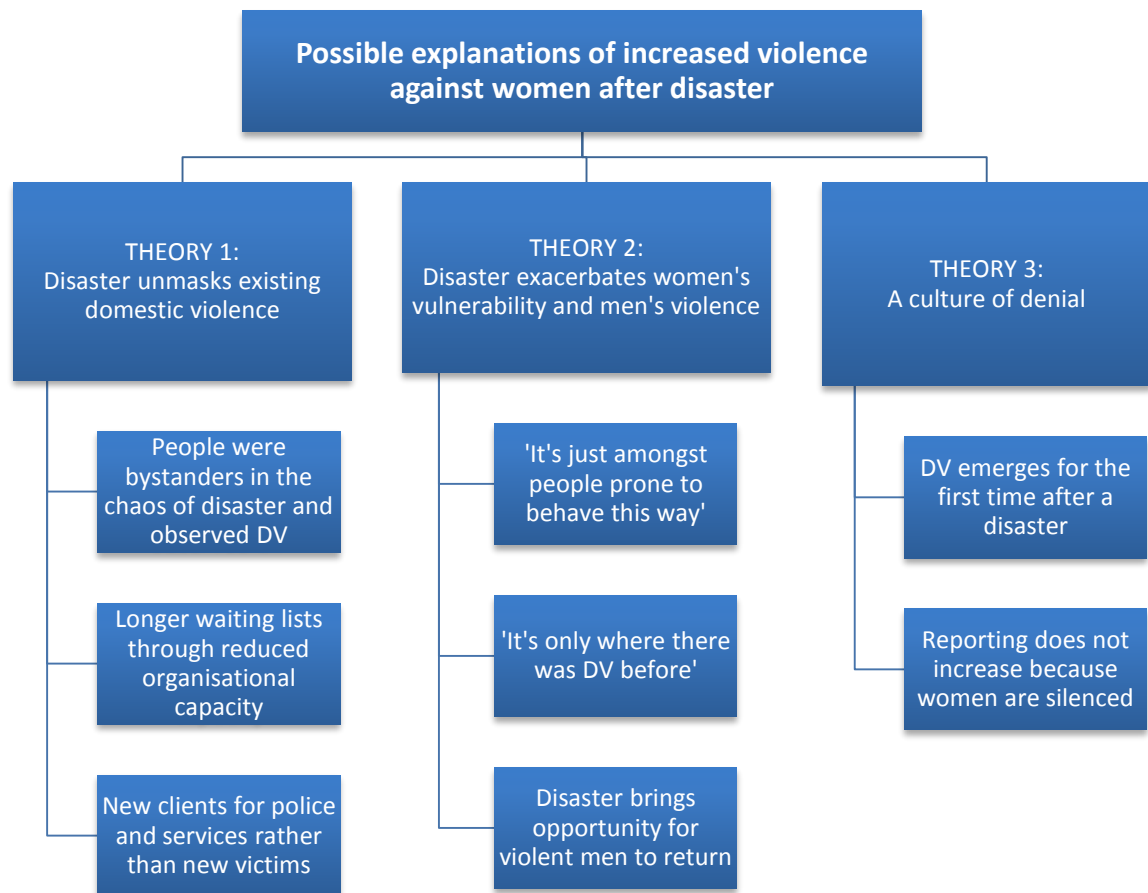 Possible explanations of increased violence
against women after disaster
THEORY 1:
Disaster unmasks existing
domestic violence
People were
bystanders in the
chaos of disaster and
observed DV
Longer waiting lists
through reduced
organisational
capacity
New clients for police
and services rather
than new victims
THEORY 2:
Disaster exacerbates women's
vulnerability and men's violence
'It's just amongst
people prone to
behave this way'
'It's only where there
was DV before'
Disaster brings
opportunity for
violent men to return
THEORY 3:
A culture of denial
DV emerges for the
first time after a
disaster
Reporting does not
increase because
women are silenced